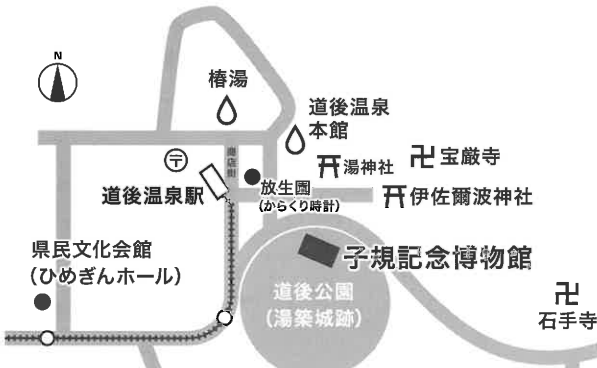 N
椿湯
道後温泉
本館
商店街
湯神社
宝厳寺
道後温泉駅
放生園
(からくり時計)
伊佐爾波神社
県民文化会館
(ひめぎんホール)
子規記念博物館
道後公園
(湯築城跡)
石手寺